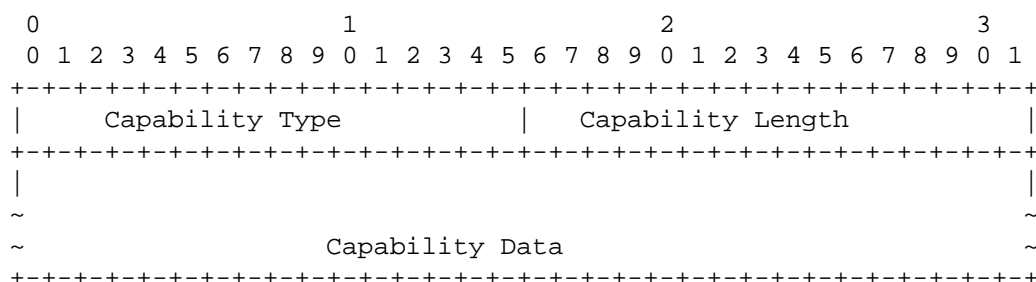 0                   1                   2                   3
 0 1 2 3 4 5 6 7 8 9 0 1 2 3 4 5 6 7 8 9 0 1 2 3 4 5 6 7 8 9 0 1
+-+-+-+-+-+-+-+-+-+-+-+-+-+-+-+-+-+-+-+-+-+-+-+-+-+-+-+-+-+-+-+-+
|     Capability Type           |   Capability Length           |
+-+-+-+-+-+-+-+-+-+-+-+-+-+-+-+-+-+-+-+-+-+-+-+-+-+-+-+-+-+-+-+-+
|                                                               |
~                                                               ~
~                   Capability Data                             ~
+-+-+-+-+-+-+-+-+-+-+-+-+-+-+-+-+-+-+-+-+-+-+-+-+-+-+-+-+-+-+-+-+